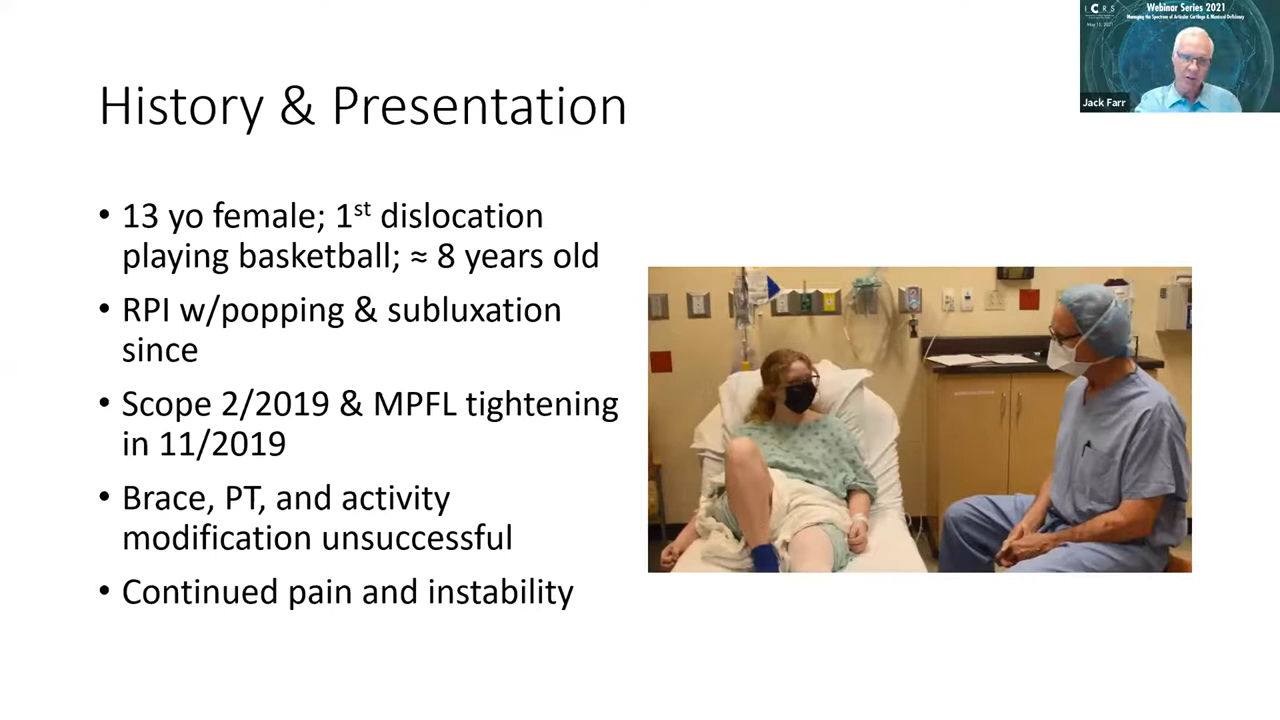 ICRS
Webinar Series 2021
Managing the Spectrum of Articular Cartilage & Meniscal Deficiency
May 13, 2021
Jack Farr
History & Presentation
• 13 yo female; 1st dislocation
playing basketball; ≈ 8 years old
• RPI w/popping & subluxation
since
• Scope 2/2019 & MPFL tightening
in 11/2019
• Brace, PT, and activity
modification unsuccessful
• Continued pain and instability